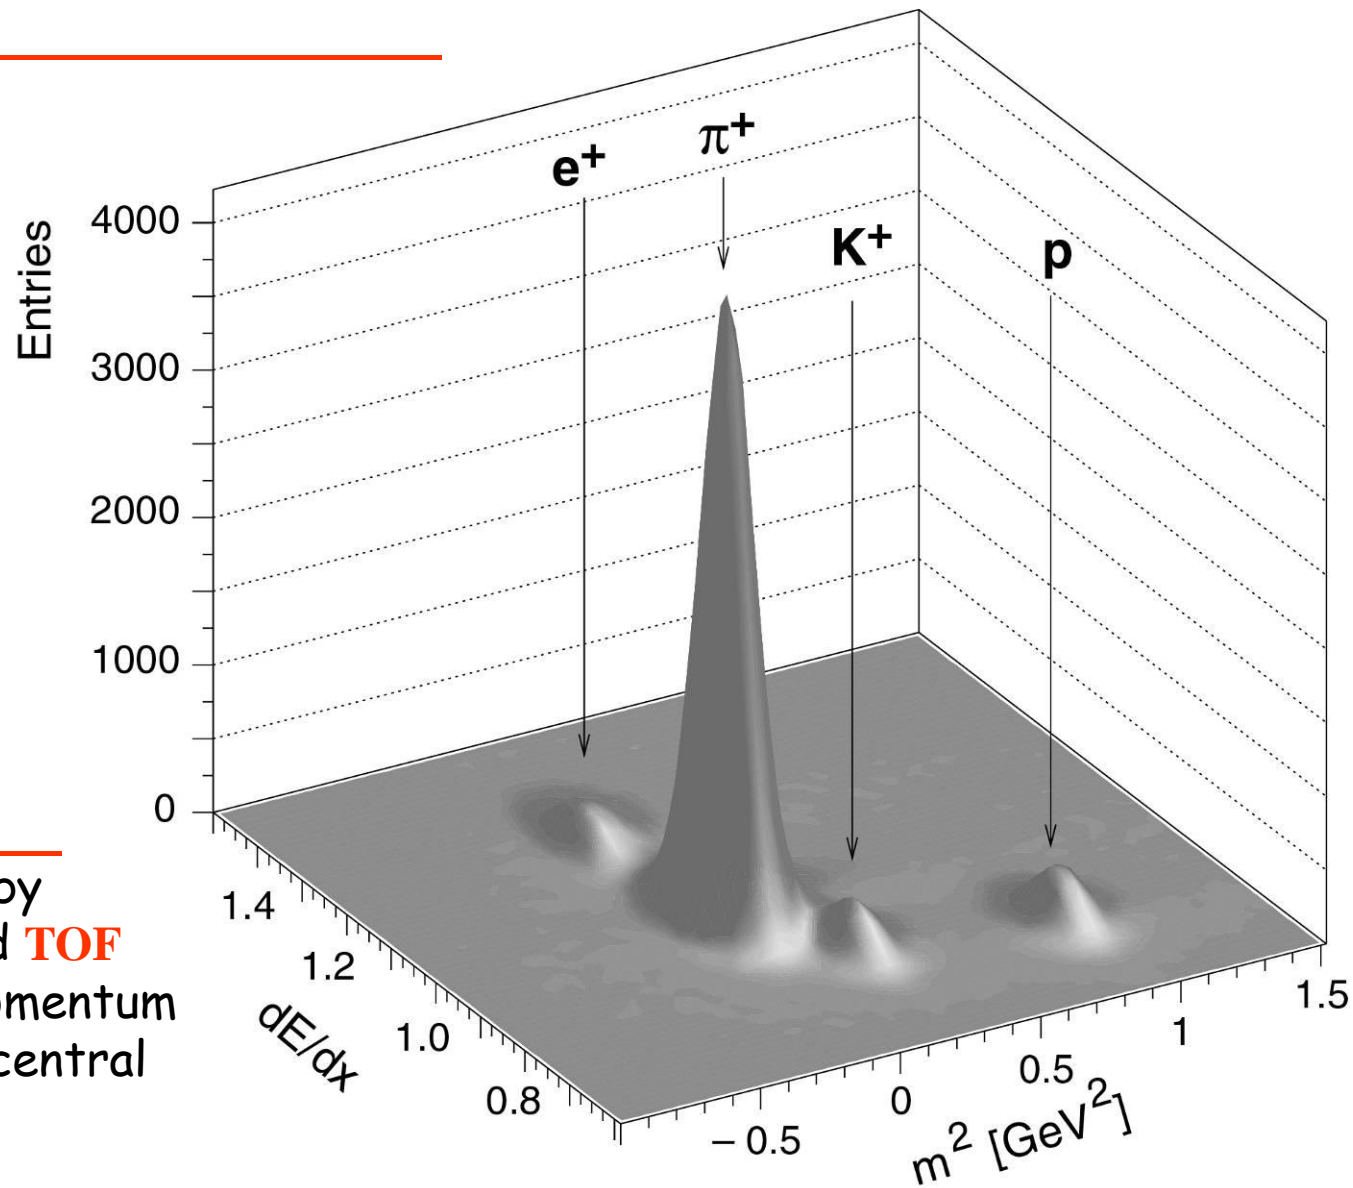 π⁺
e⁺
K⁺
p
Entries
4000
3000
2000
1000
0
1.4
1.2
1.0
0.8
dE/dx
– 0.5
0
0.5
1
1.5
m² [GeV²]
by
d TOF
omentum
central